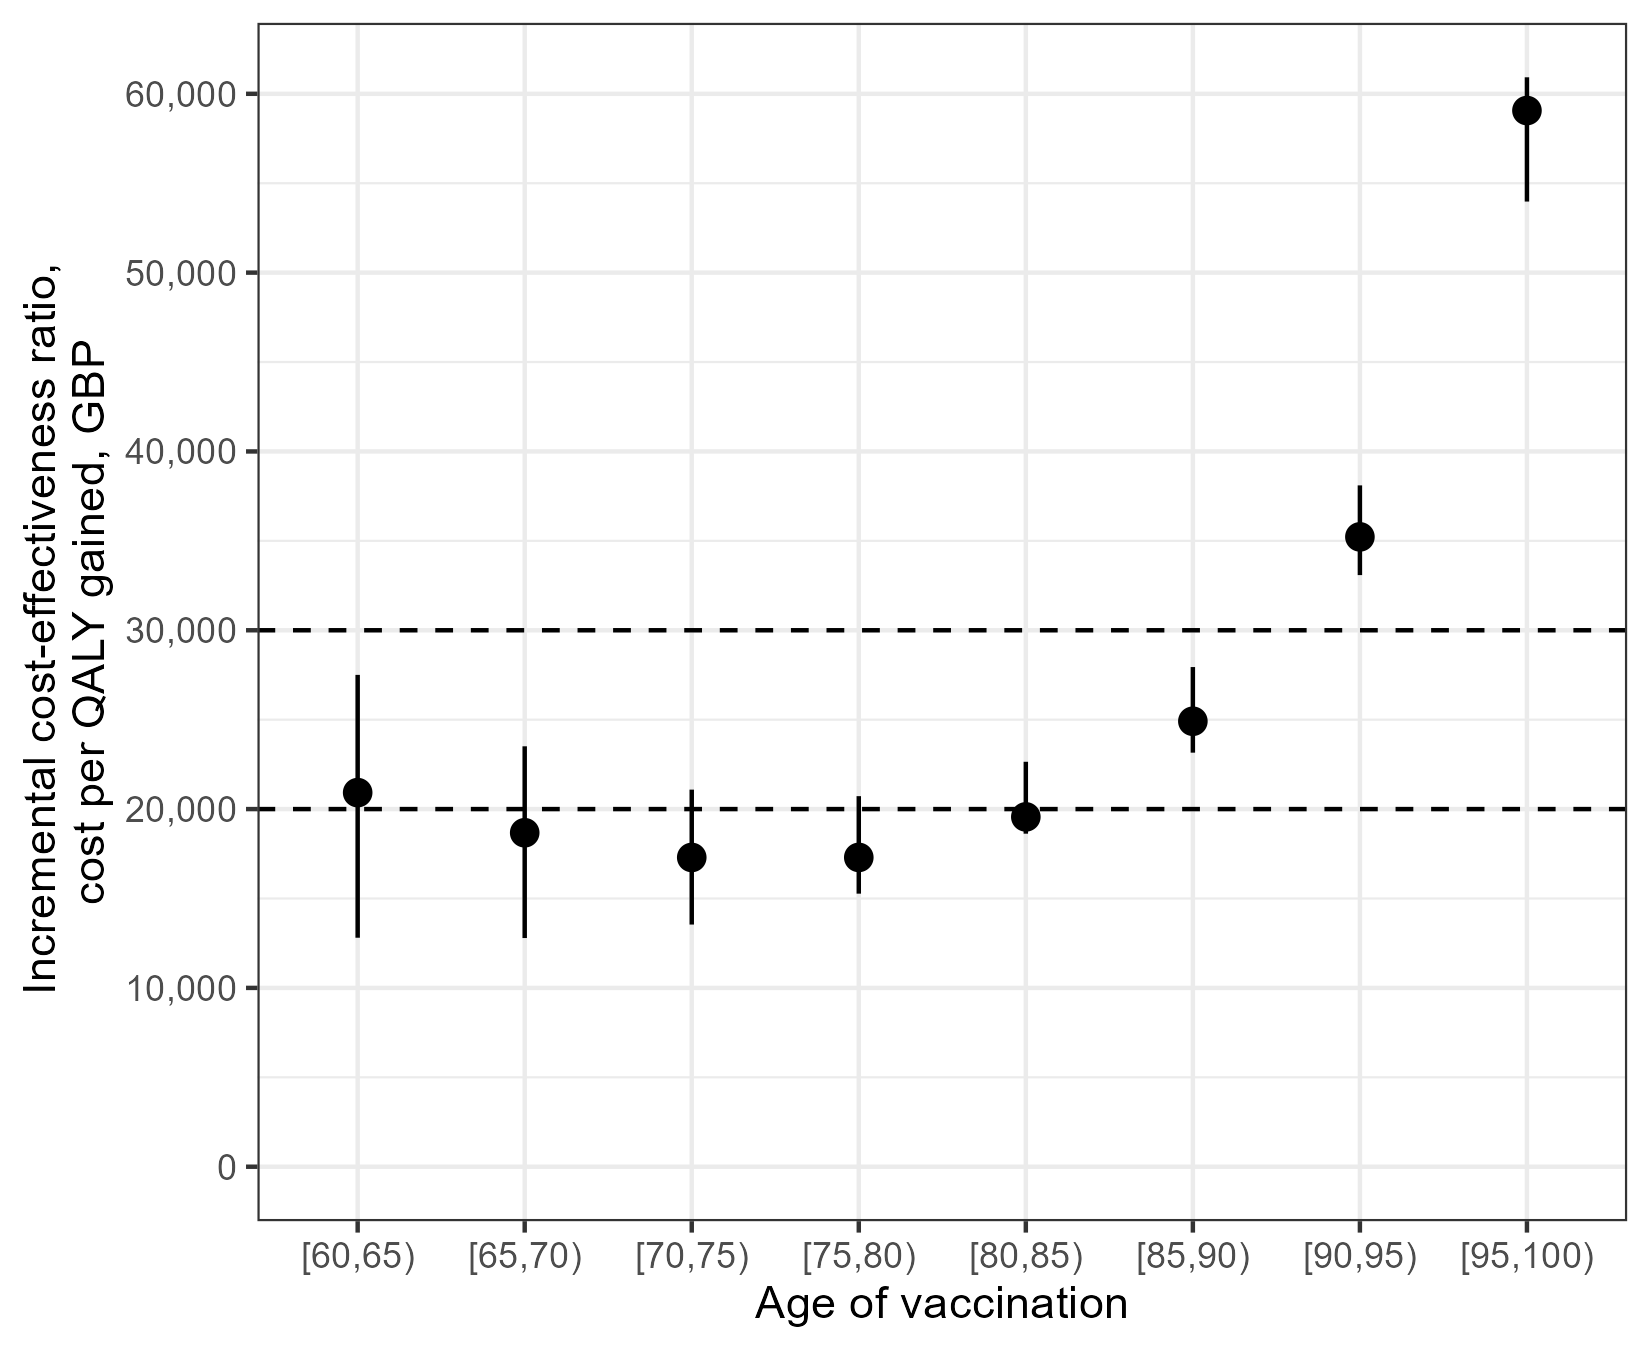 Incremental cost-effectiveness ratio,
cost per QALY gained, GBP
60,000
50,000
40,000
30,000
20,000
10,000
0
[60,65) [65,70) [70,75) [75,80) [80,85) [85,90) [90,95) [95,100)
Age of vaccination